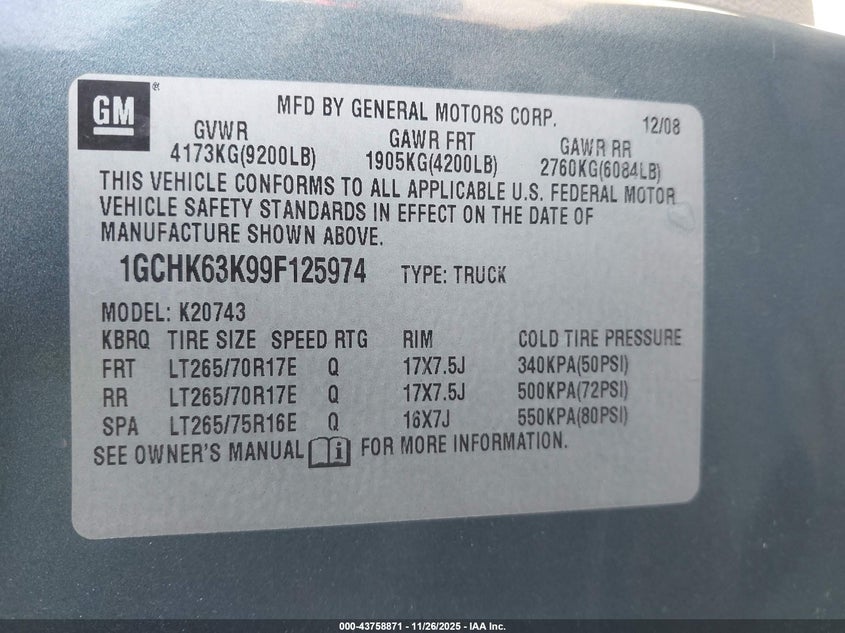 GM®
MFD BY GENERAL MOTORS CORP. 12/08
GVWR GAWR FRT GAWR RR
4173KG(9200LB) 1905KG(4200LB) 2760KG(6084LB)
THIS VEHICLE CONFORMS TO ALL APPLICABLE U.S. FEDERAL MOTOR
VEHICLE SAFETY STANDARDS IN EFFECT ON THE DATE OF
MANUFACTURE SHOWN ABOVE.
1GCHK63K99F125974 TYPE: TRUCK
MODEL: K20743
KBRQ TIRE SIZE SPEED RTG RIM COLD TIRE PRESSURE
FRT LT265/70R17E Q 17X7.5J 340KPA(50PSI)
RR LT265/70R17E Q 17X7.5J 500KPA(72PSI)
SPA LT265/75R16E Q 16X7J 550KPA(80PSI)
SEE OWNER'S MANUAL i FOR MORE INFORMATION.
000-43758871 - 11/26/2025 - IAA Inc.